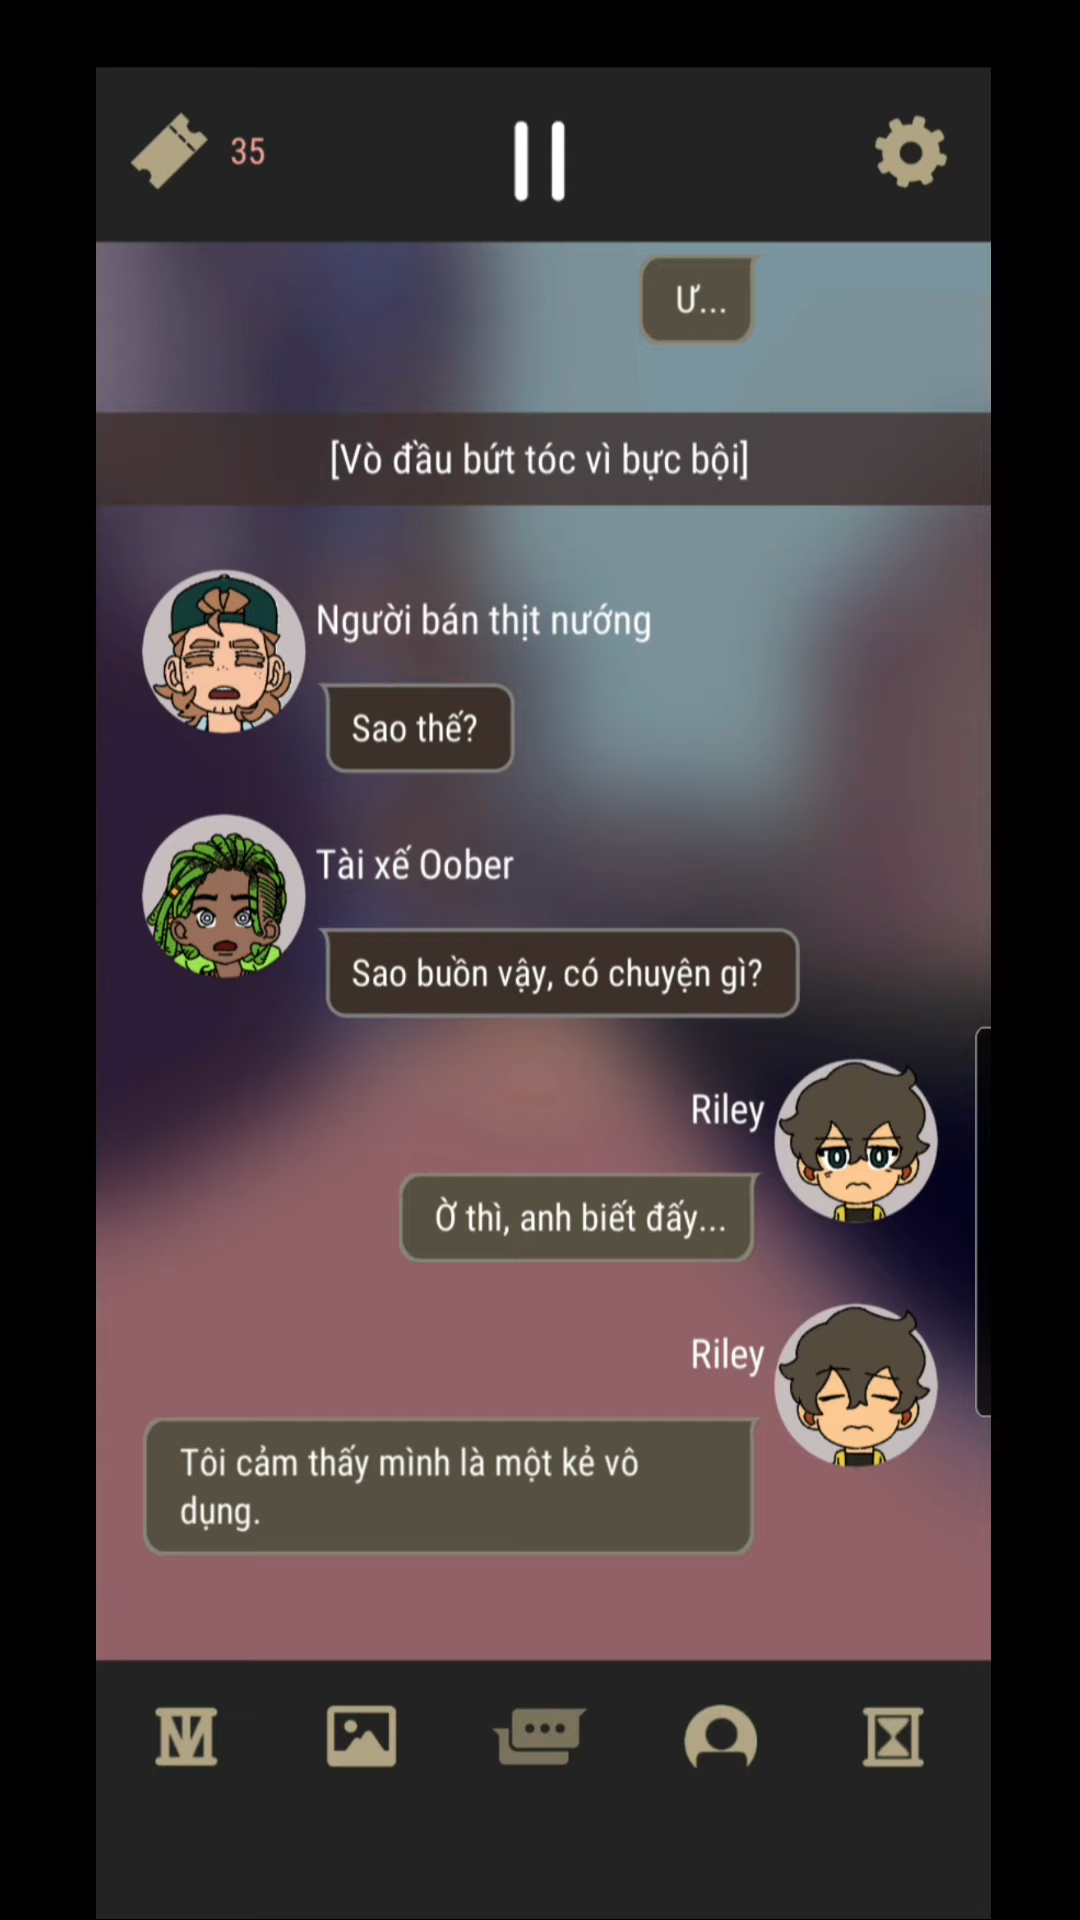 35
Ư...
[Vò đầu bứt tóc vì bực bội]
Người bán thịt nướng
Sao thế?
Tài xế Oober
Sao buồn vậy, có chuyện gì?
Riley
Ờ thì, anh biết đấy...
Riley
Tôi cảm thấy mình là một kẻ vô
dụng.